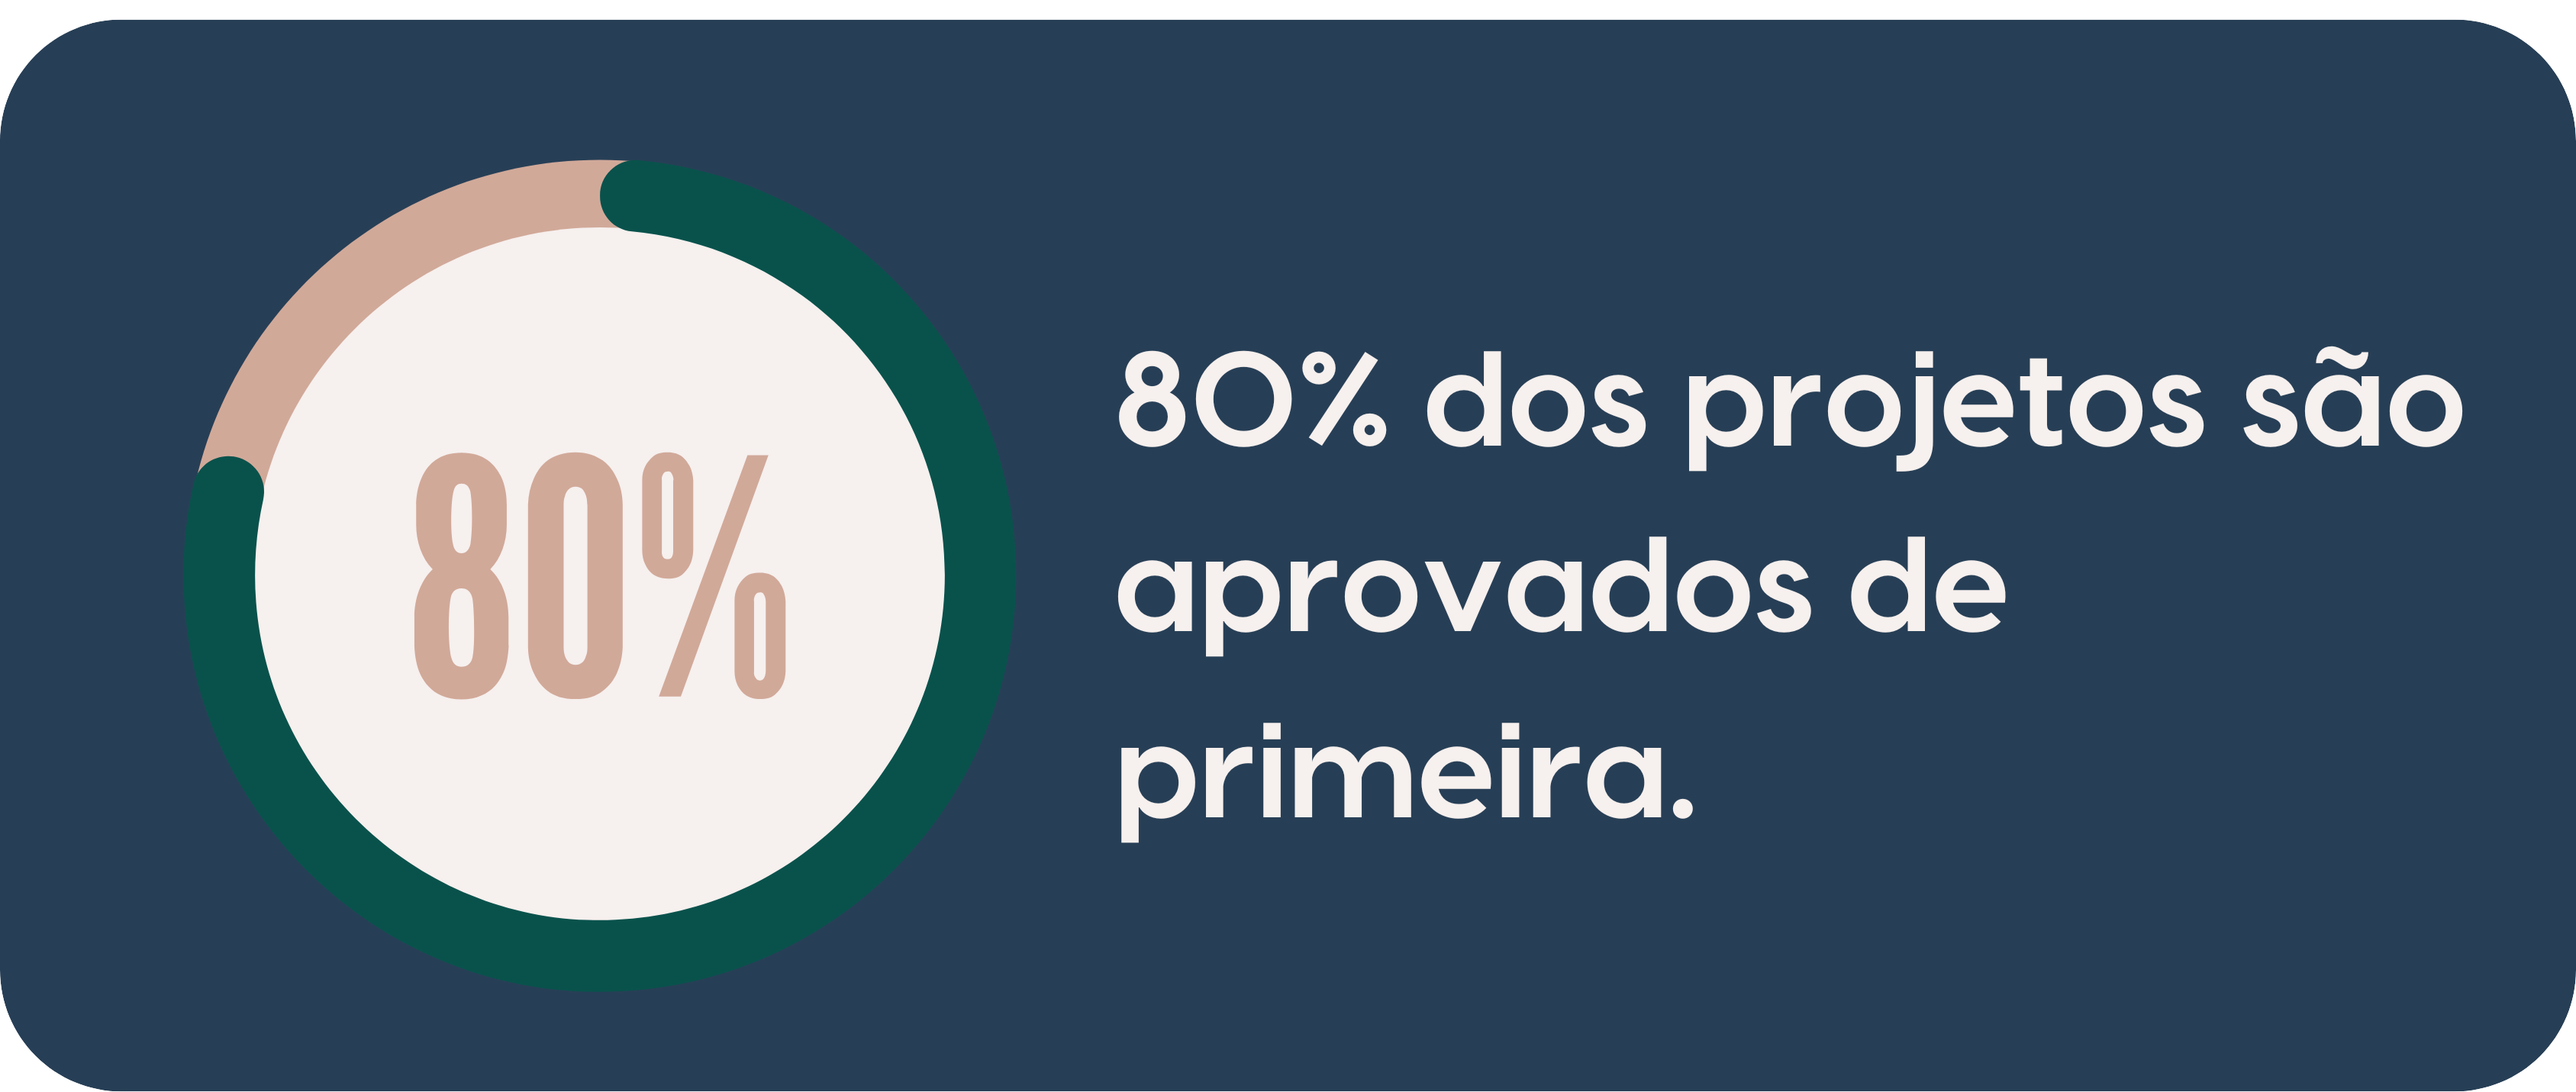 80%
80% dos projetos são
aprovados de
primeira.